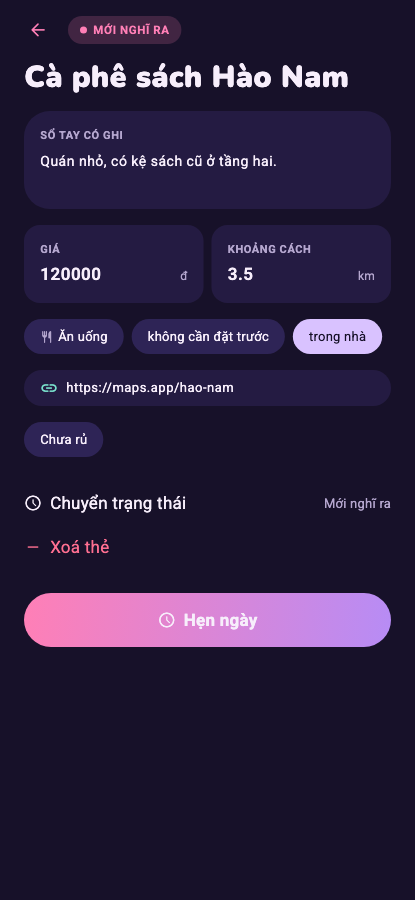 MỚI NGHĨ RA
Cà phê sách Hào Nam
SỔ TAY CÓ GHI
Quán nhỏ, có kệ sách cũ ở tầng hai.
GIÁ
120000 đ
KHOẢNG CÁCH
3.5 km
Ăn uống
không cần đặt trước
trong nhà
https://maps.app/hao-nam
Chưa rủ
Chuyển trạng thái
Mới nghĩ ra
Xoá thẻ
Hẹn ngày